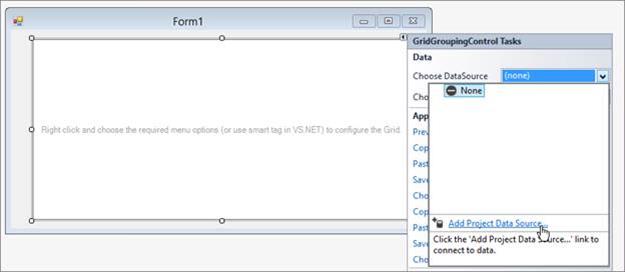 Form1
Right click and choose the required menu options (or use smart tag in VS.NET) to configure the Grid.
GridGroupingControl Tasks
Data
Choose DataSource (none)
None
Cho
App
Prev
Cop
Past
Save
Cho
Cop
Past
Save
Cho
Add Project Data Source...
Click the 'Add Project Data Source...' link to
connect to data.